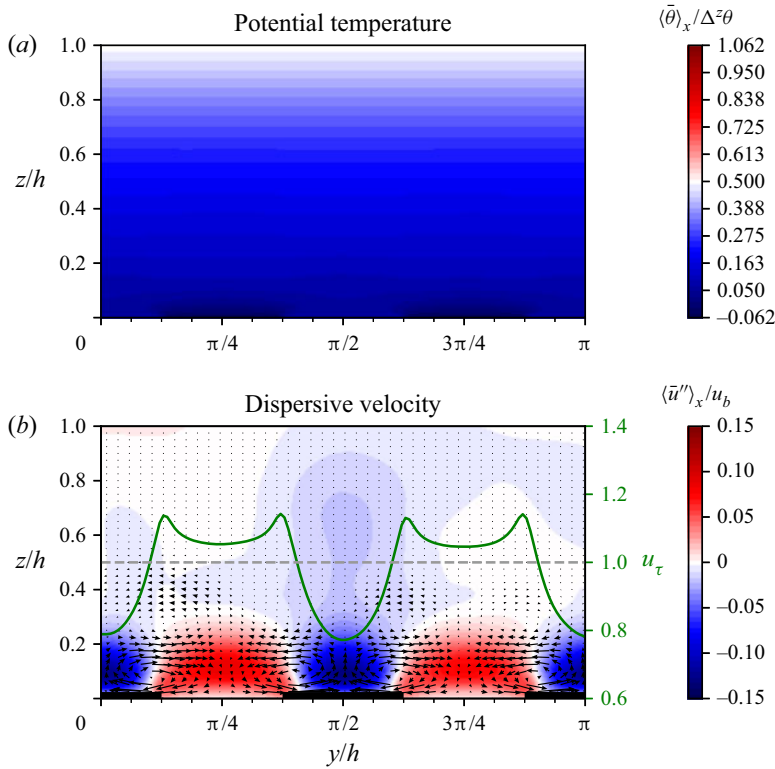 (a)
Potential temperature
⟨θ̄⟩ₓ/Δᶻθ
1.0
0.8
0.6
z/h
0.4
0.2
0
π/4
π/2
3π/4
π
1.062
0.950
0.838
0.725
0.613
0.500
0.388
0.275
0.163
0.050
−0.062
(b)
Dispersive velocity
⟨ū″⟩ₓ/u_b
1.0
0.8
0.6
z/h
0.4
0.2
0
π/4
π/2
3π/4
π
y/h
1.4
1.2
1.0
u_τ
0.8
0.6
0.15
0.10
0.05
0
−0.05
−0.10
−0.15